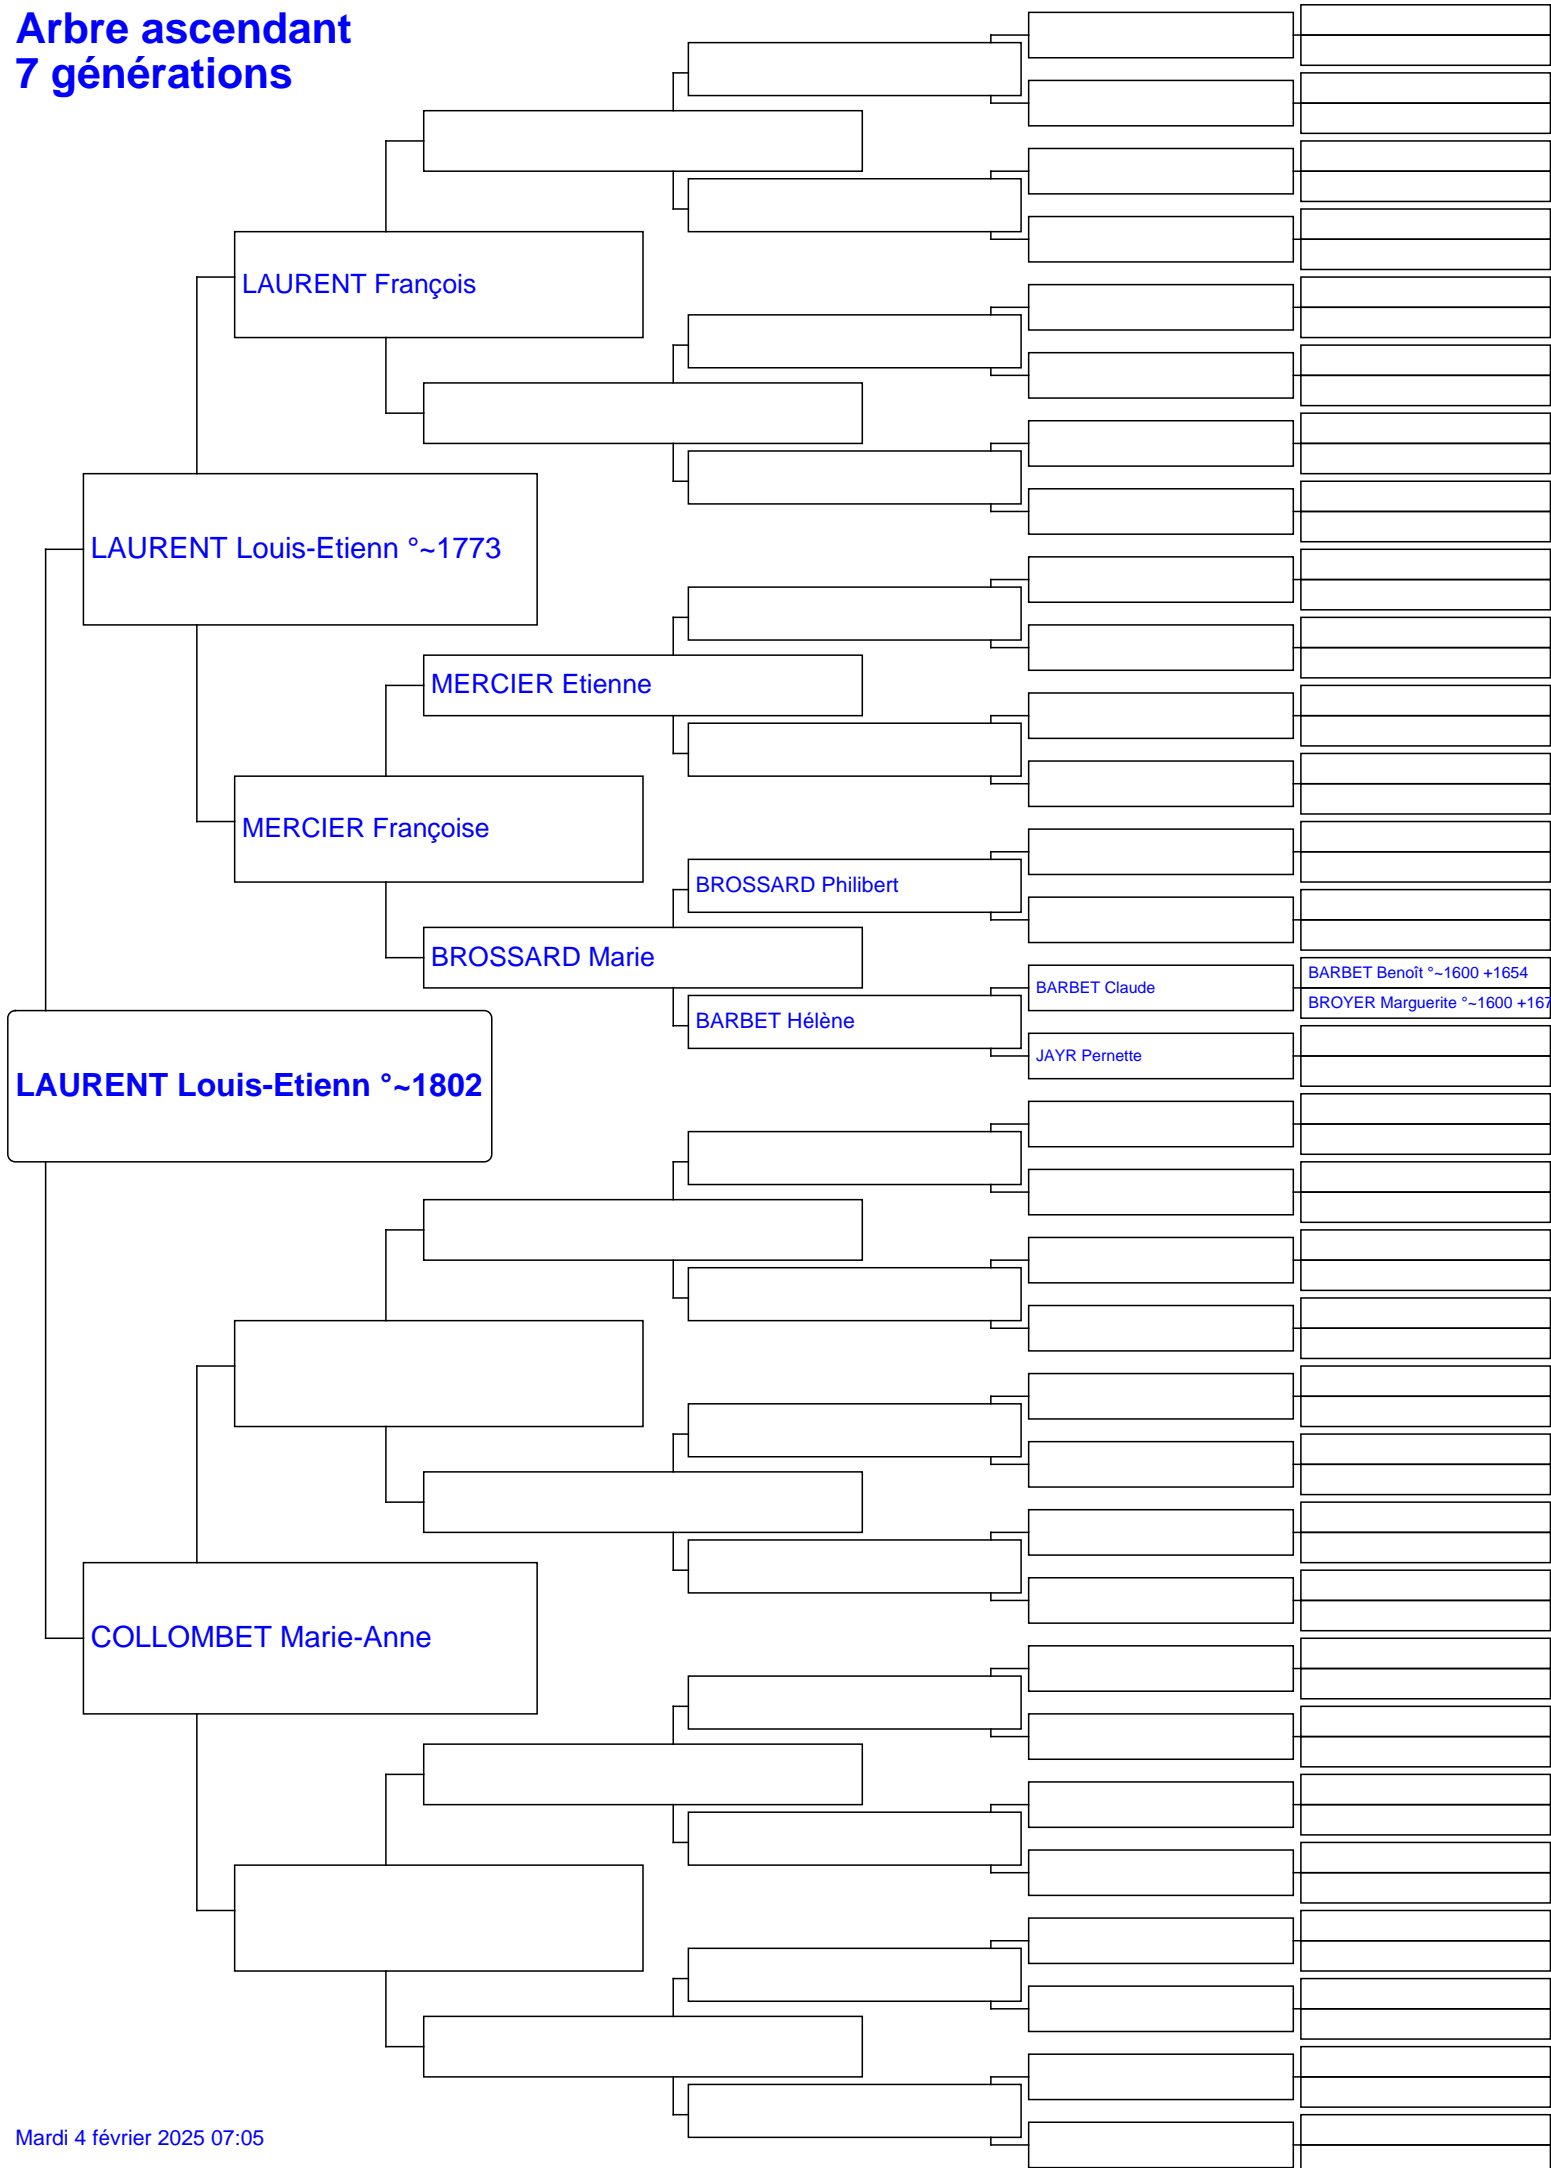 Arbre ascendant
7 générations
LAURENT François
LAURENT Louis-Etienn °~1773
MERCIER Etienne
MERCIER Françoise
BROSSARD Philibert
BROSSARD Marie
BARBET Benoît °~1600 +1654
BARBET Claude
BROYER Marguerite °~1600 +167
BARBET Hélène
JAYR Pernette
LAURENT Louis-Etienn °~1802
COLLOMBET Marie-Anne
Mardi 4 février 2025 07:05